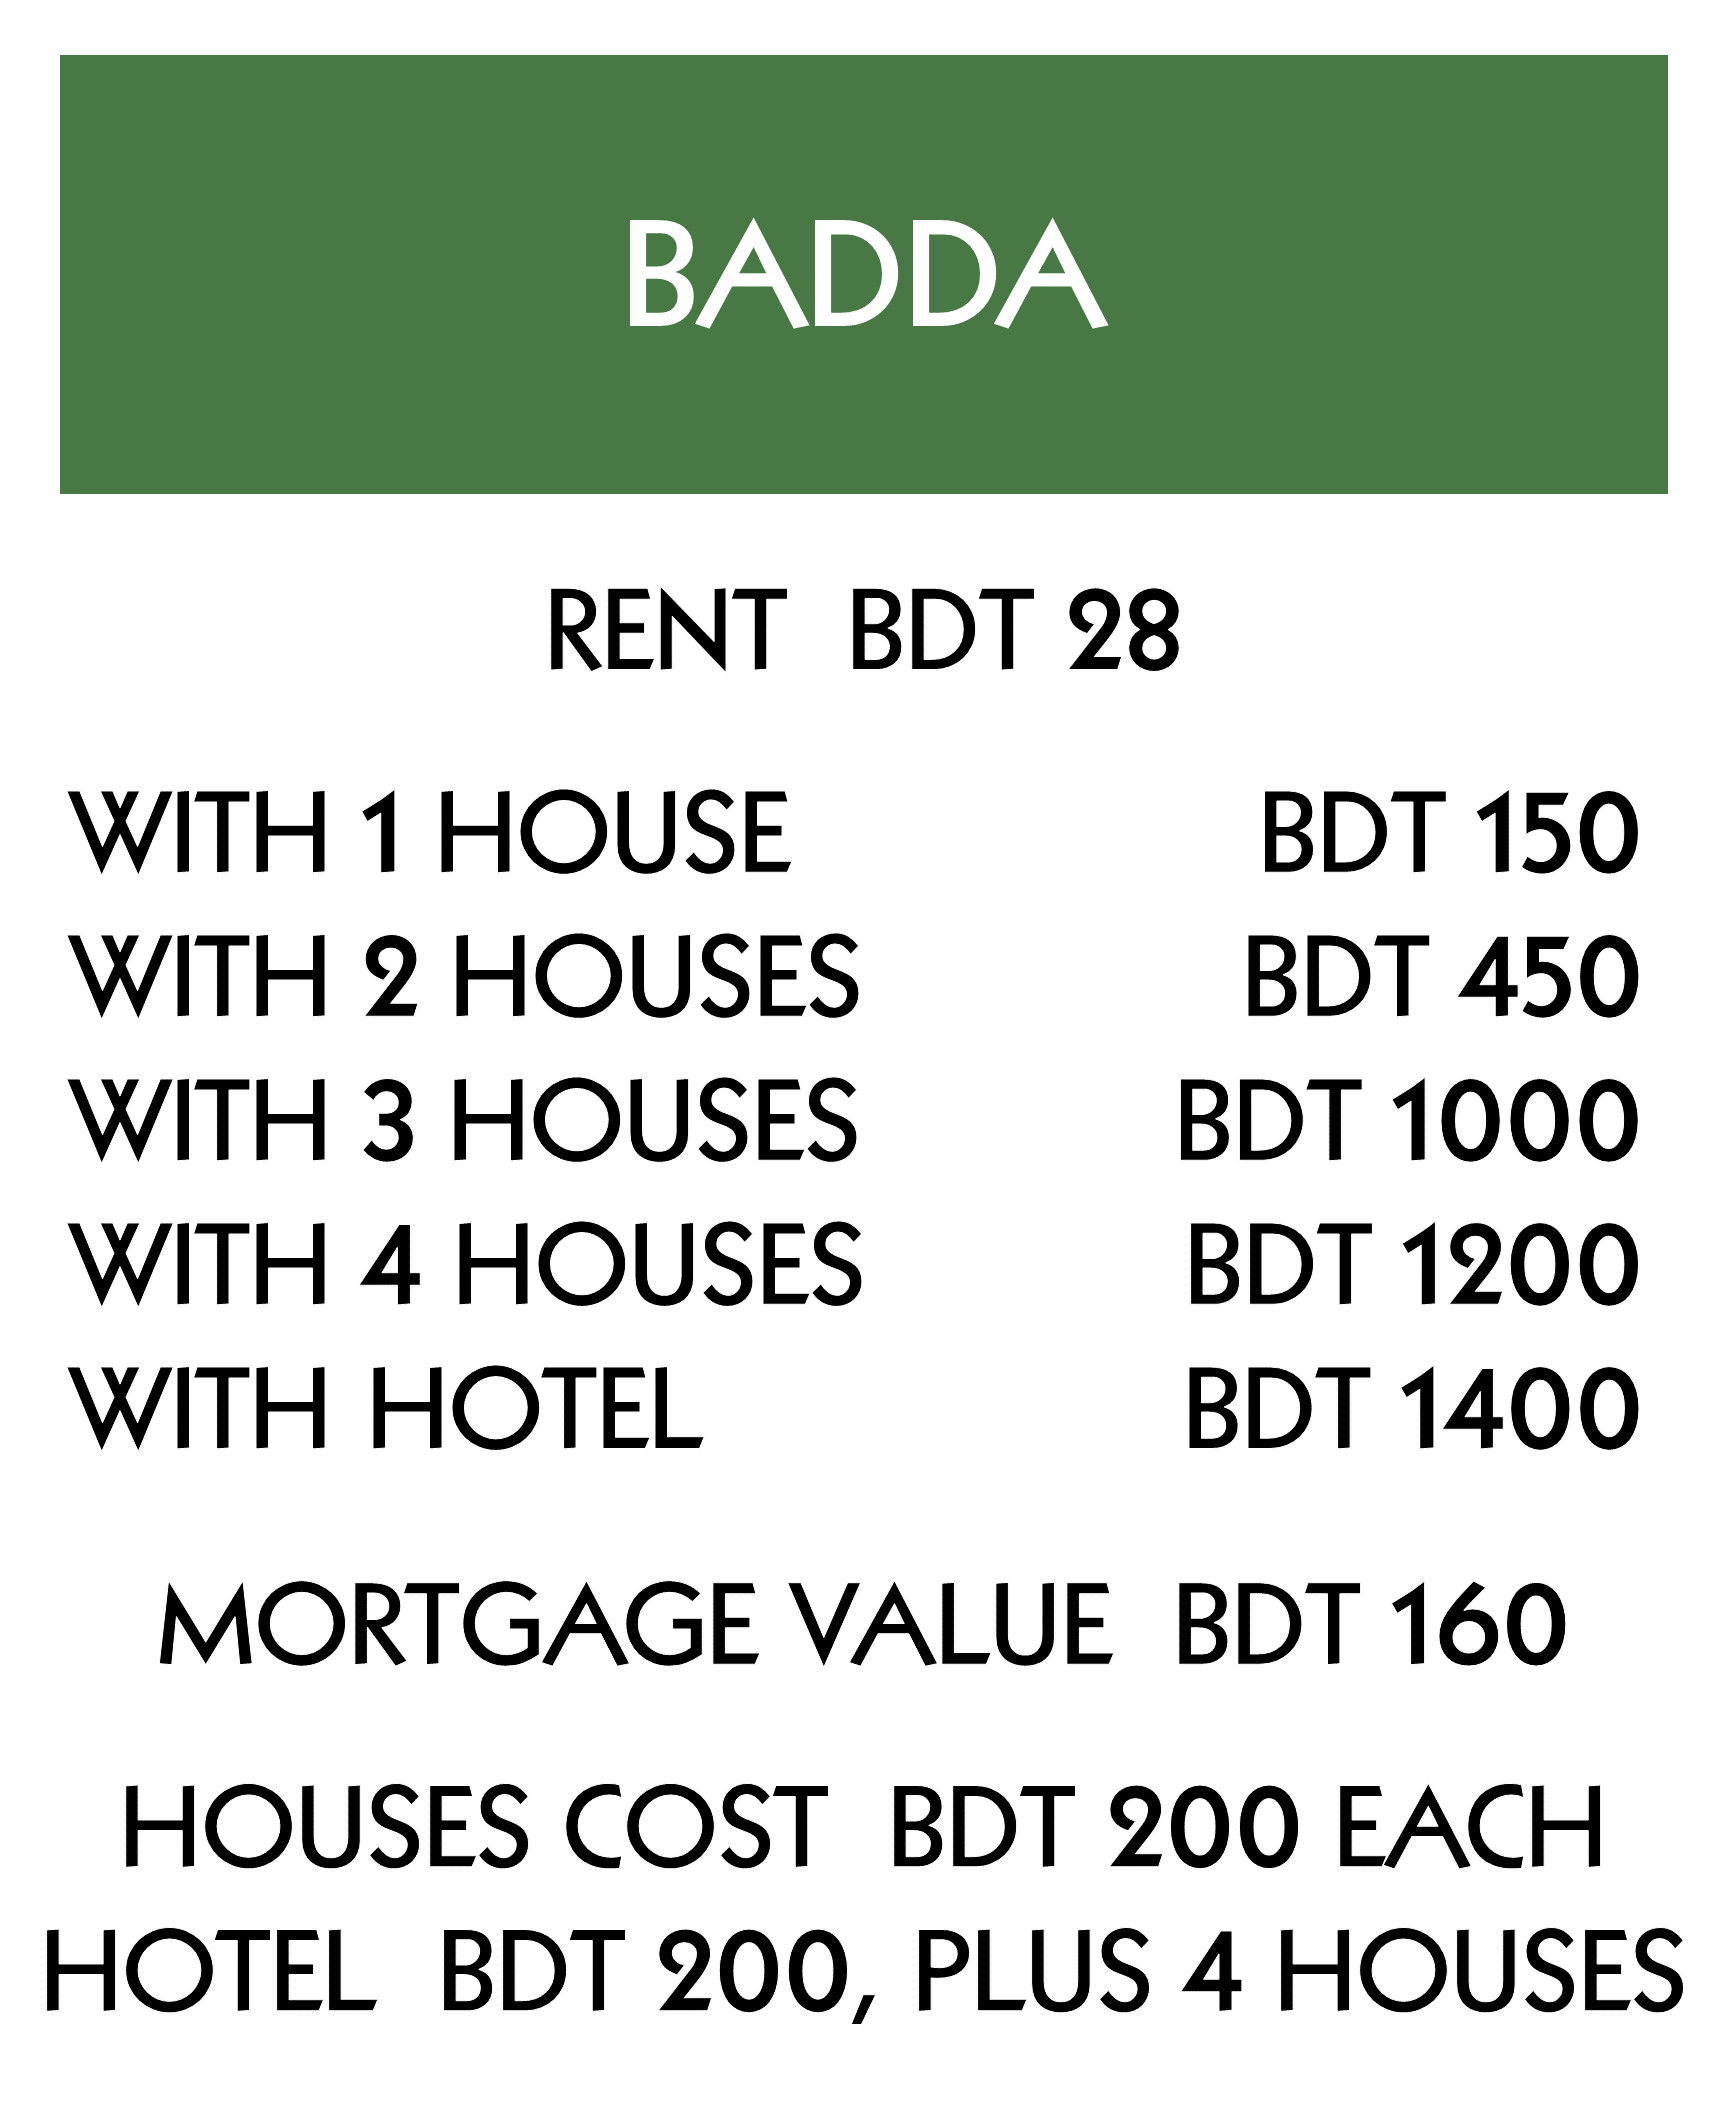 BADDA
RENT BDT 28
WITH 1 HOUSE BDT 150
WITH 2 HOUSES BDT 450
WITH 3 HOUSES BDT 1000
WITH 4 HOUSES BDT 1200
WITH HOTEL BDT 1400
MORTGAGE VALUE BDT 160
HOUSES COST BDT 200 EACH
HOTEL BDT 200, PLUS 4 HOUSES